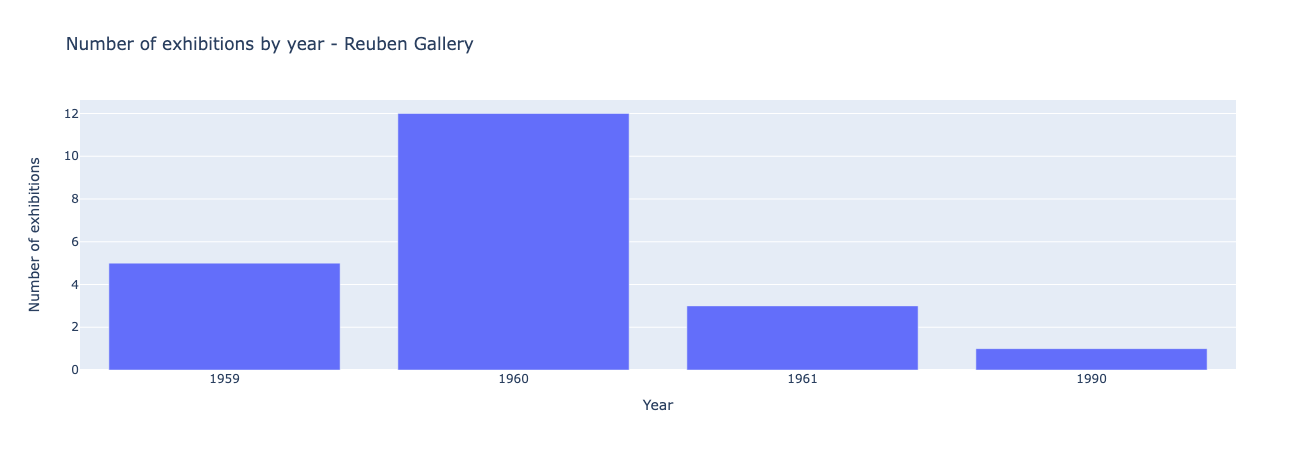 Number of exhibitions by year - Reuben Gallery
Number of exhibitions
12
10
8
6
4
2
0
1959 1960 1961 1990
Year